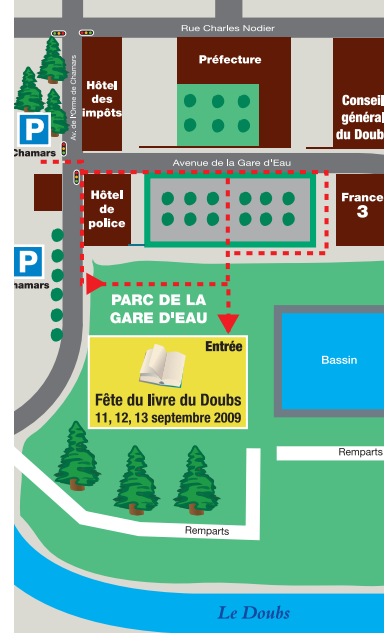 Rue Charles Nodier
Préfecture
Hôtel
des
impôts
Av. de l'Orme de Chamars
Conseil
général
du Doub
P
Chamars
Avenue de la Gare d'Eau
Hôtel
de
police
France
3
P
hamars
PARC DE LA
GARE D'EAU
Entrée
Fête du livre du Doubs
11, 12, 13 septembre 2009
Bassin
Remparts
Remparts
Le Doubs